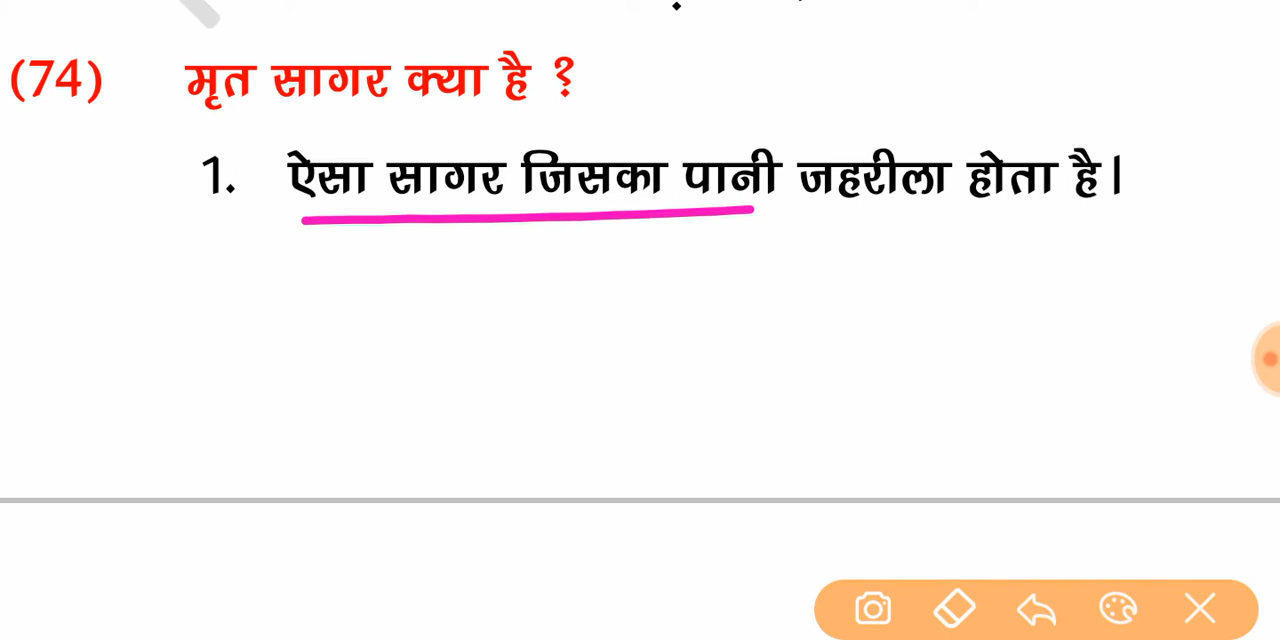 (74) मृत सागर क्या है ?
1. ऐसा सागर जिसका पानी जहरीला होता है।